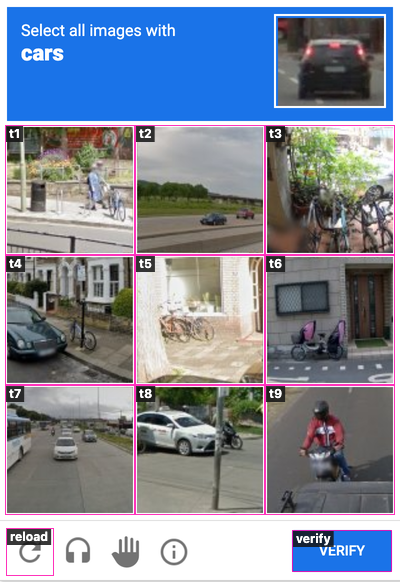 Select all images with
cars
t1
t2
t3
t4
t5
t6
t7
t8
t9
reload
verify
VERIFY